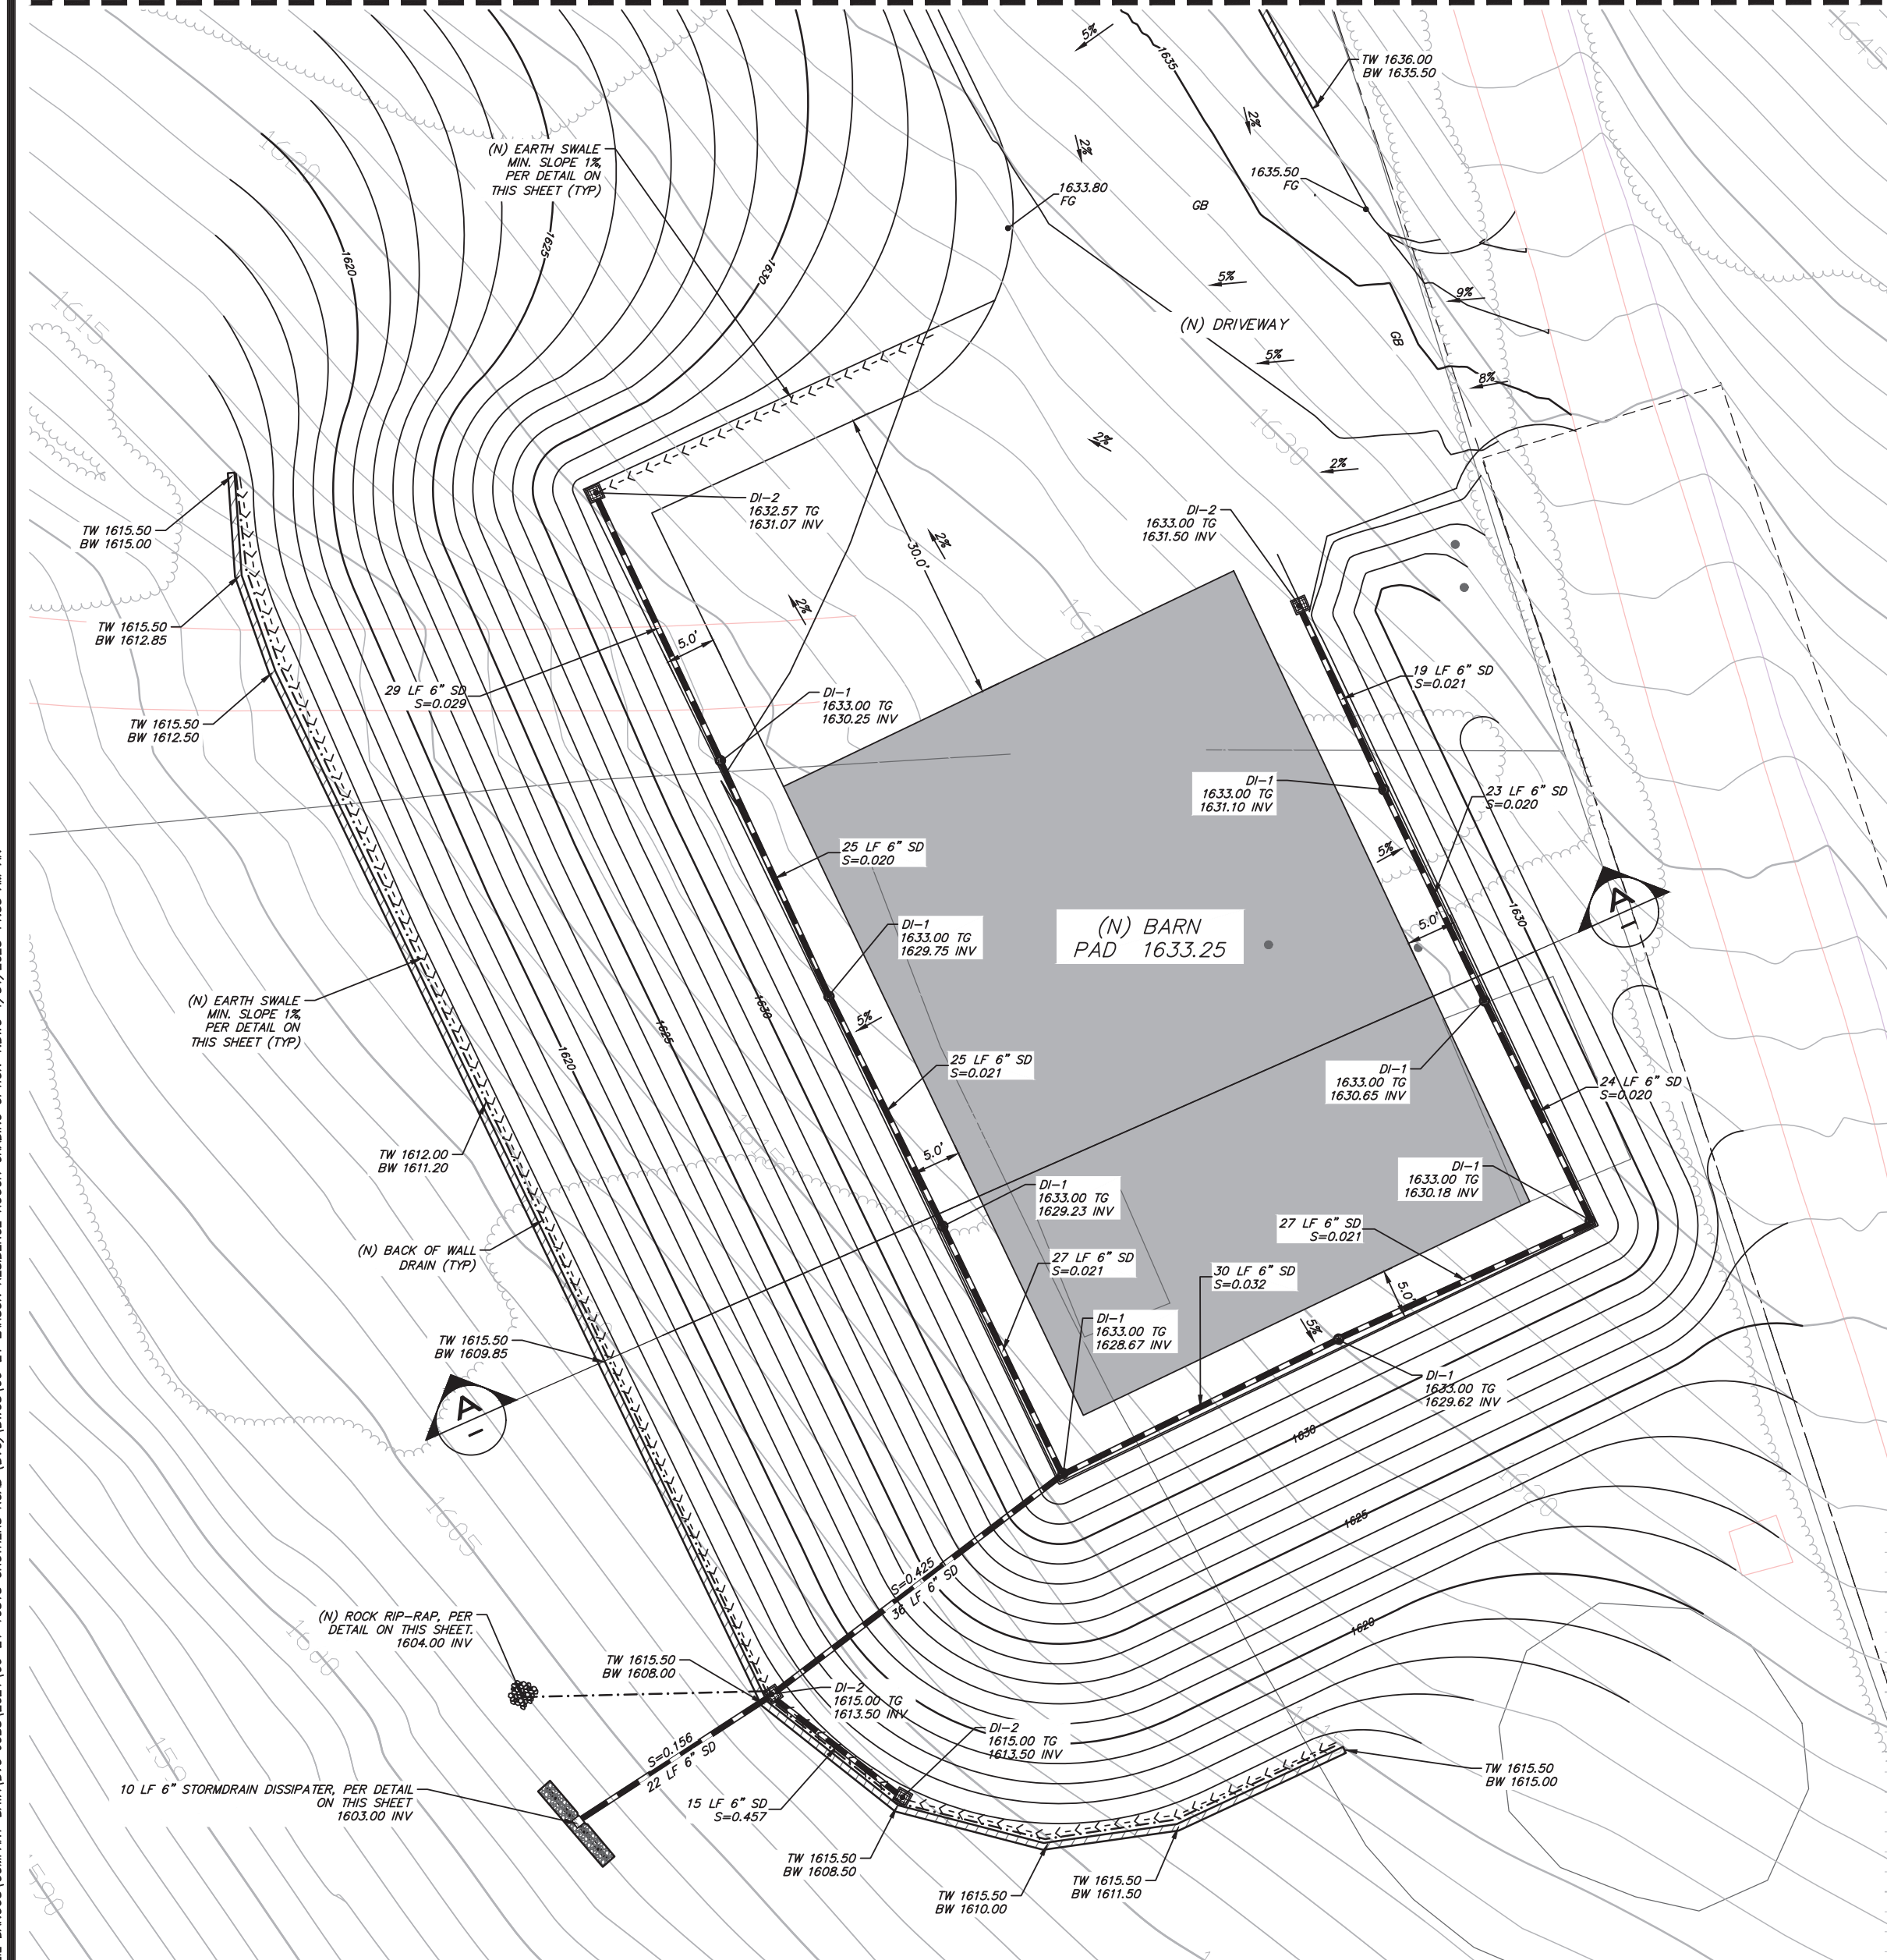 5%
1635
TW 1636.00
BW 1635.50
1645
2%
2%
(N) EARTH SWALE
MIN. SLOPE 1%,
PER DETAIL ON
THIS SHEET (TYP)
1620
1633.80
FG
1635.50
FG
GB
1620
1625
1630
5%
9%
1615
(N) DRIVEWAY
GB
5%
8%
2%
1630
2%
DI-2
1632.57 TG
1631.07 INV
DI-2
1633.00 TG
1631.50 INV
TW 1615.50
BW 1615.00
30.0'
2%
2%
TW 1615.50
BW 1612.85
5.0'
19 LF 6" SD
S=0.021
29 LF 6" SD
S=0.029
DI-1
1633.00 TG
1630.25 INV
TW 1615.50
BW 1612.50
DI-1
1633.00 TG
1631.10 INV
23 LF 6" SD
S=0.020
25 LF 6" SD
S=0.020
5%
A
1
(N) BARN
PAD 1633.25
DI-1
1633.00 TG
1629.75 INV
5.0'
1630
(N) EARTH SWALE
MIN. SLOPE 1%,
PER DETAIL ON
THIS SHEET (TYP)
1620
1625
1630
5%
25 LF 6" SD
S=0.021
DI-1
1633.00 TG
1630.65 INV
24 LF 6" SD
S=0.020
TW 1612.00
BW 1611.20
5.0'
DI-1
1633.00 TG
1629.23 INV
DI-1
1633.00 TG
1630.18 INV
(N) BACK OF WALL
DRAIN (TYP)
27 LF 6" SD
S=0.021
27 LF 6" SD
S=0.021
30 LF 6" SD
S=0.032
5.0'
DI-1
1633.00 TG
1628.67 INV
5%
TW 1615.50
BW 1609.85
DI-1
1633.00 TG
1629.62 INV
A
1
1630
1605
1625
S=0.425
36 LF 6" SD
(N) ROCK RIP-RAP, PER
DETAIL ON THIS SHEET.
1604.00 INV
1620
TW 1615.50
BW 1608.00
DI-2
1615.00 TG
1613.50 INV
DI-2
1615.00 TG
1613.50 INV
S=0.156
22 LF 6" SD
10 LF 6" STORMDRAIN DISSIPATER, PER DETAIL
ON THIS SHEET
1603.00 INV
15 LF 6" SD
S=0.457
TW 1615.50
BW 1615.00
TW 1615.50
BW 1608.50
TW 1615.50
BW 1611.50
TW 1615.50
BW 1610.00